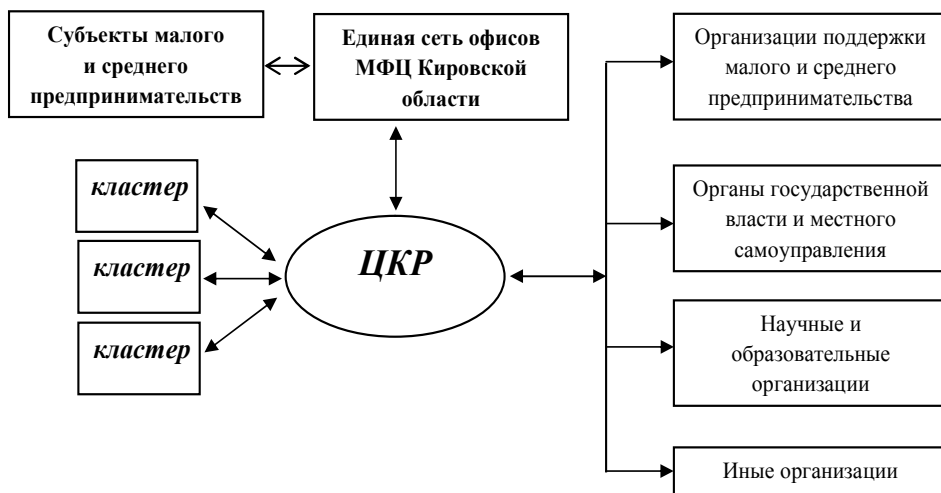 Субъекты малого
и среднего
предпринимательств
Единая сеть офисов
МФЦ Кировской
области
Организации поддержки
малого и среднего
предпринимательства
кластер
кластер
кластер
ЦКР
Органы государственной
власти и местного
самоуправления
Научные и
образовательные
организации
Иные организации